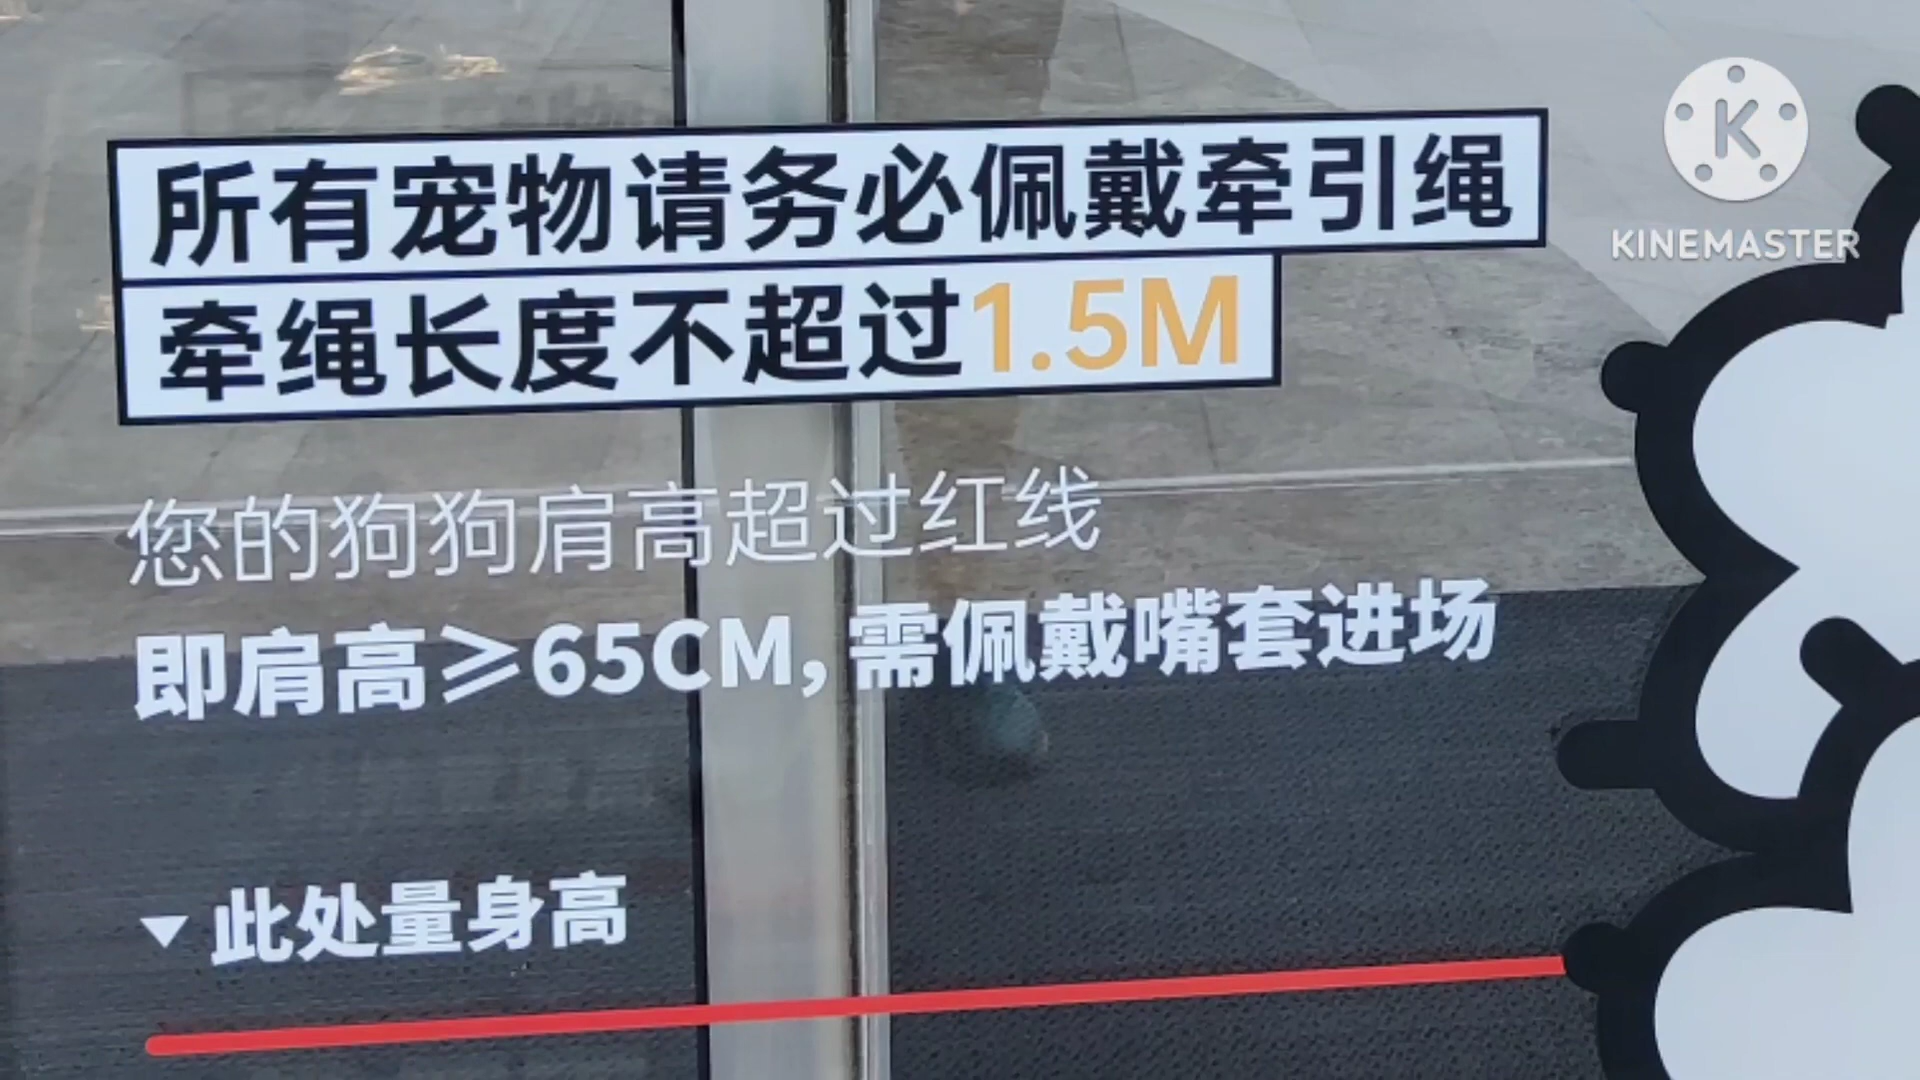 所有宠物请务必佩戴牵引绳
牵绳长度不超过1.5M
K
KINEMASTER
您的狗狗肩高超过红线
即肩高≥65CM,需佩戴嘴套进场
▼此处量身高